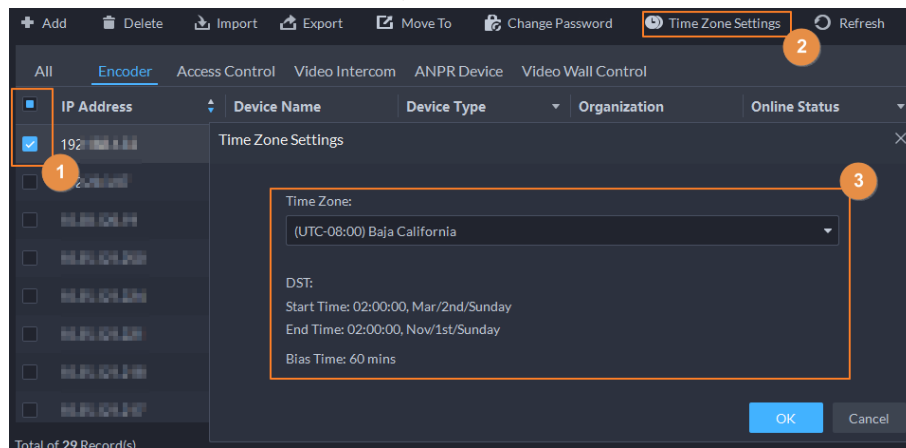 Add Delete Import Export Move To Change Password Time Zone Settings Refresh
2
All Encoder Access Control Video Intercom ANPR Device Video Wall Control
IP Address Device Name Device Type Organization Online Status
192
Time Zone Settings
1
3
Time Zone:
(UTC-08:00) Baja California
DST:
Start Time: 02:00:00, Mar/2nd/Sunday
End Time: 02:00:00, Nov/1st/Sunday
Bias Time: 60 mins
OK Cancel
Total of 29 Record(s)